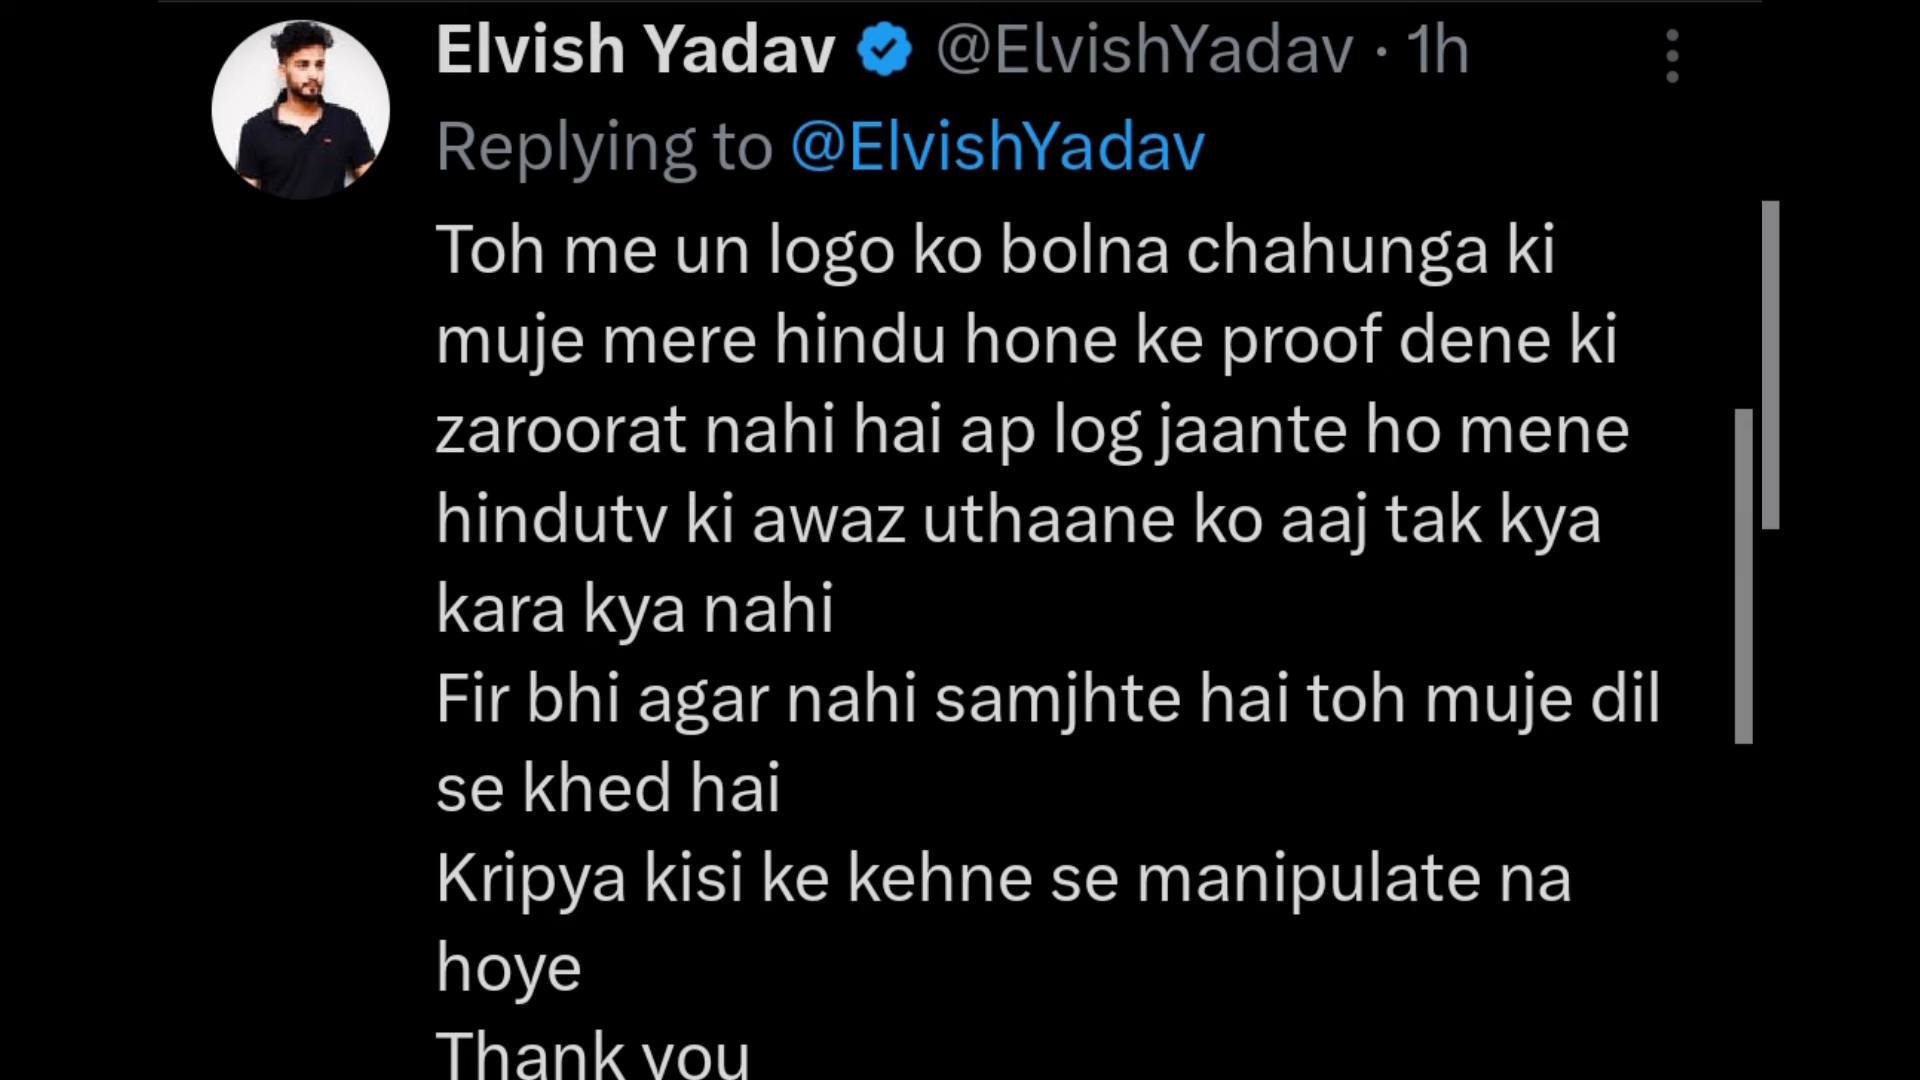 Elvish Yadav @ElvishYadav · 1h
Replying to @ElvishYadav
Toh me un logo ko bolna chahunga ki
muje mere hindu hone ke proof dene ki
zaroorat nahi hai ap log jaante ho mene
hindutv ki awaz uthaane ko aaj tak kya
kara kya nahi
Fir bhi agar nahi samjhte hai toh muje dil
se khed hai
Kripya kisi ke kehne se manipulate na
hoye
Thank you